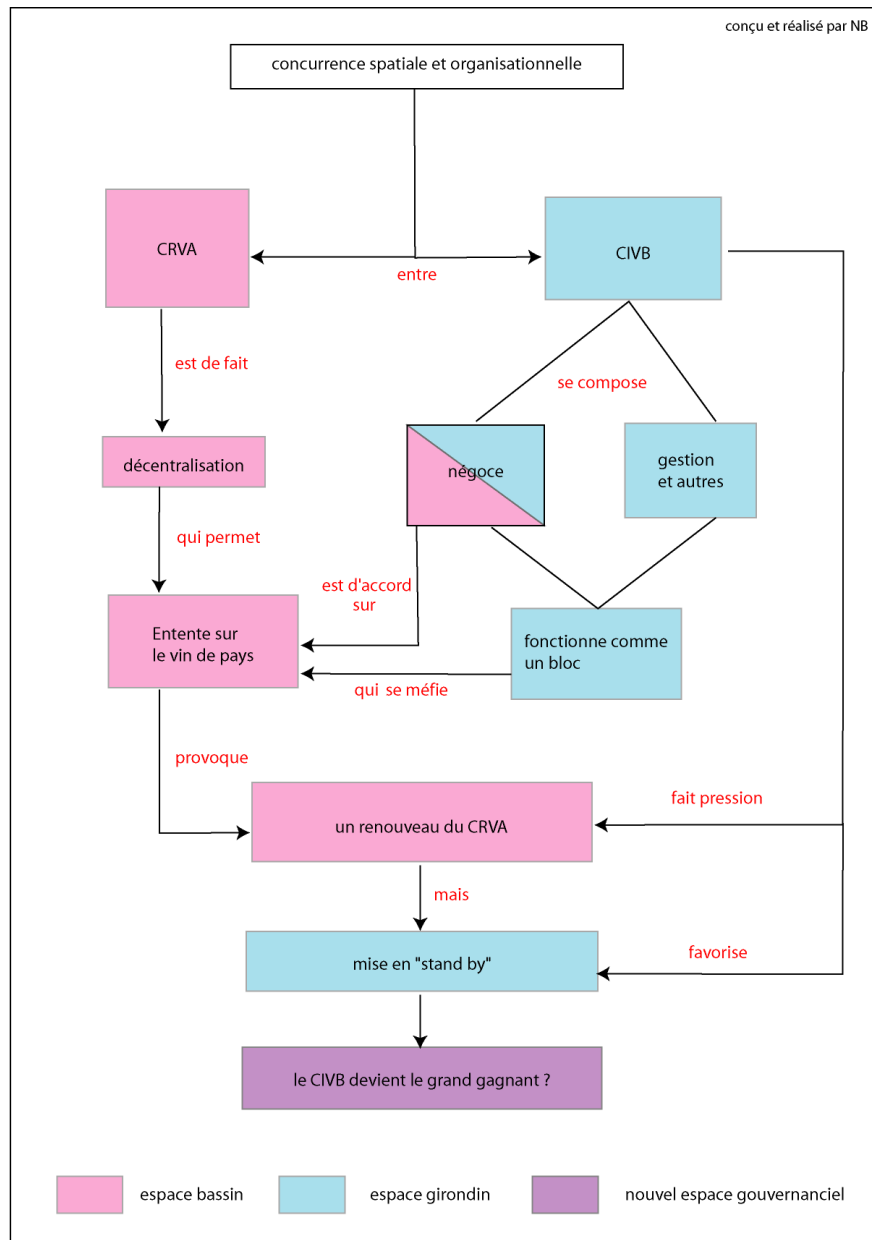 conçu et réalisé par NB
concurrence spatiale et organisationnelle
CRVA
CIVB
entre
est de fait
se compose
décentralisation
négoce
gestion
et autres
qui permet
est d'accord
sur
Entente sur
le vin de pays
fonctionne comme
un bloc
qui se méfie
provoque
fait pression
un renouveau du CRVA
mais
favorise
mise en "stand by"
le CIVB devient le grand gagnant ?
espace bassin
espace girondin
nouvel espace gouvernanciel